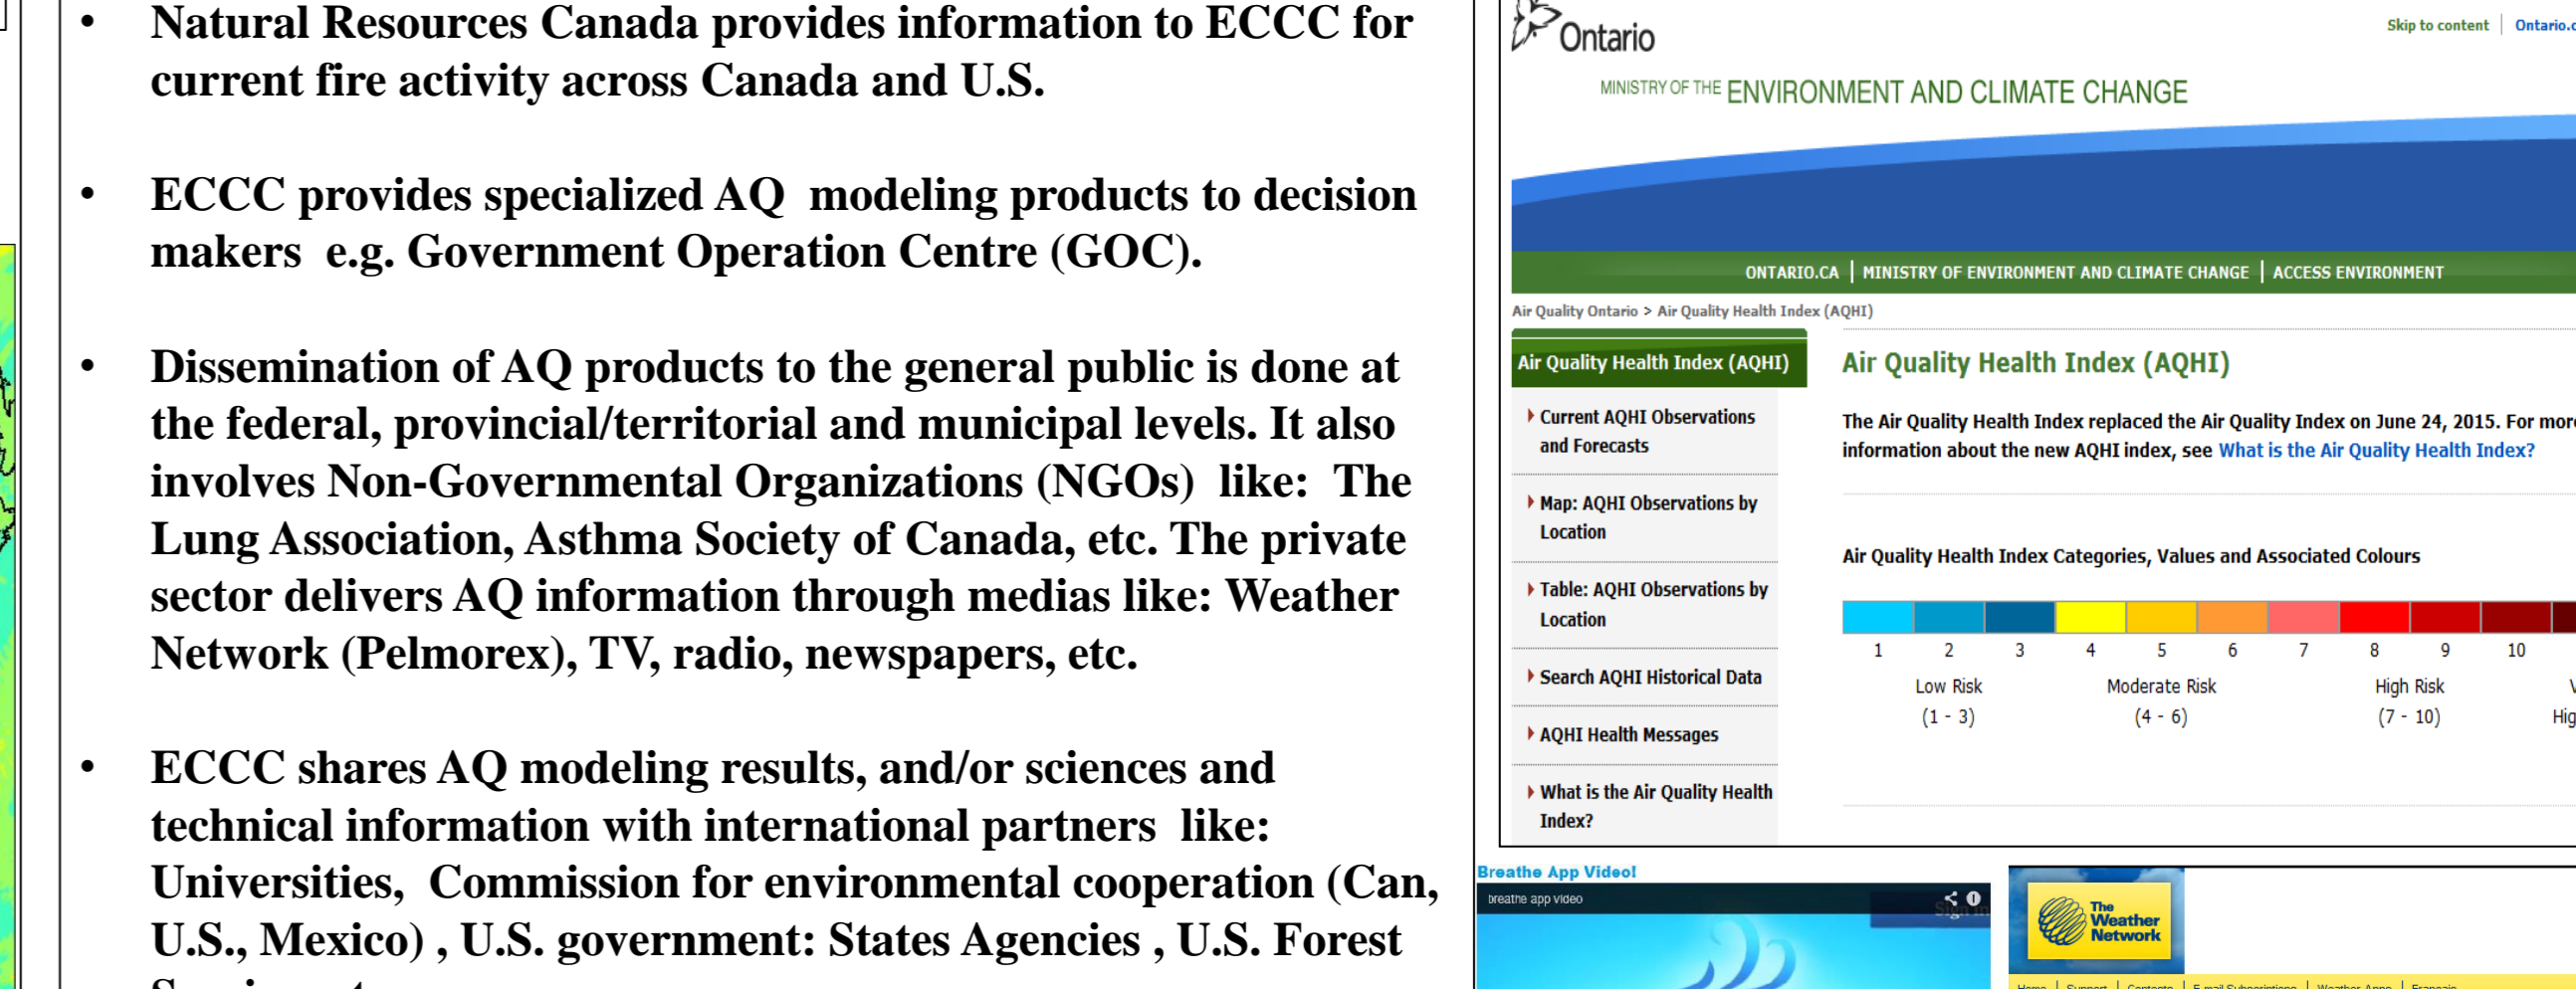 • Natural Resources Canada provides information to ECCC for
current fire activity across Canada and U.S.
• ECCC provides specialized AQ modeling products to decision
makers e.g. Government Operation Centre (GOC).
• Dissemination of AQ products to the general public is done at
the federal, provincial/territorial and municipal levels. It also
involves Non-Governmental Organizations (NGOs) like: The
Lung Association, Asthma Society of Canada, etc. The private
sector delivers AQ information through medias like: Weather
Network (Pelmorex), TV, radio, newspapers, etc.
• ECCC shares AQ modeling results, and/or sciences and
technical information with international partners like:
Universities, Commission for environmental cooperation (Can,
U.S., Mexico) , U.S. government: States Agencies , U.S. Forest
Ontario
Skip to content | Ontario.c
MINISTRY OF THE ENVIRONMENT AND CLIMATE CHANGE
ONTARIO.CA | MINISTRY OF ENVIRONMENT AND CLIMATE CHANGE | ACCESS ENVIRONMENT
Air Quality Ontario > Air Quality Health Index (AQHI)
Air Quality Health Index (AQHI)
Current AQHI Observations
and Forecasts
Map: AQHI Observations by
Location
Table: AQHI Observations by
Location
Search AQHI Historical Data
AQHI Health Messages
What is the Air Quality Health
Index?
Air Quality Health Index (AQHI)
The Air Quality Health Index replaced the Air Quality Index on June 24, 2015. For more
information about the new AQHI index, see What is the Air Quality Health Index?
Air Quality Health Index Categories, Values and Associated Colours
1 2 3 4 5 6 7 8 9 10
Low Risk Moderate Risk High Risk
(1 - 3) (4 - 6) (7 - 10) Hig
Breathe App Video!
breathe app video
Sign in
The
Weather
Network
Home | Support | Contents | E-mail Subscriptions | Weather Apps | Français